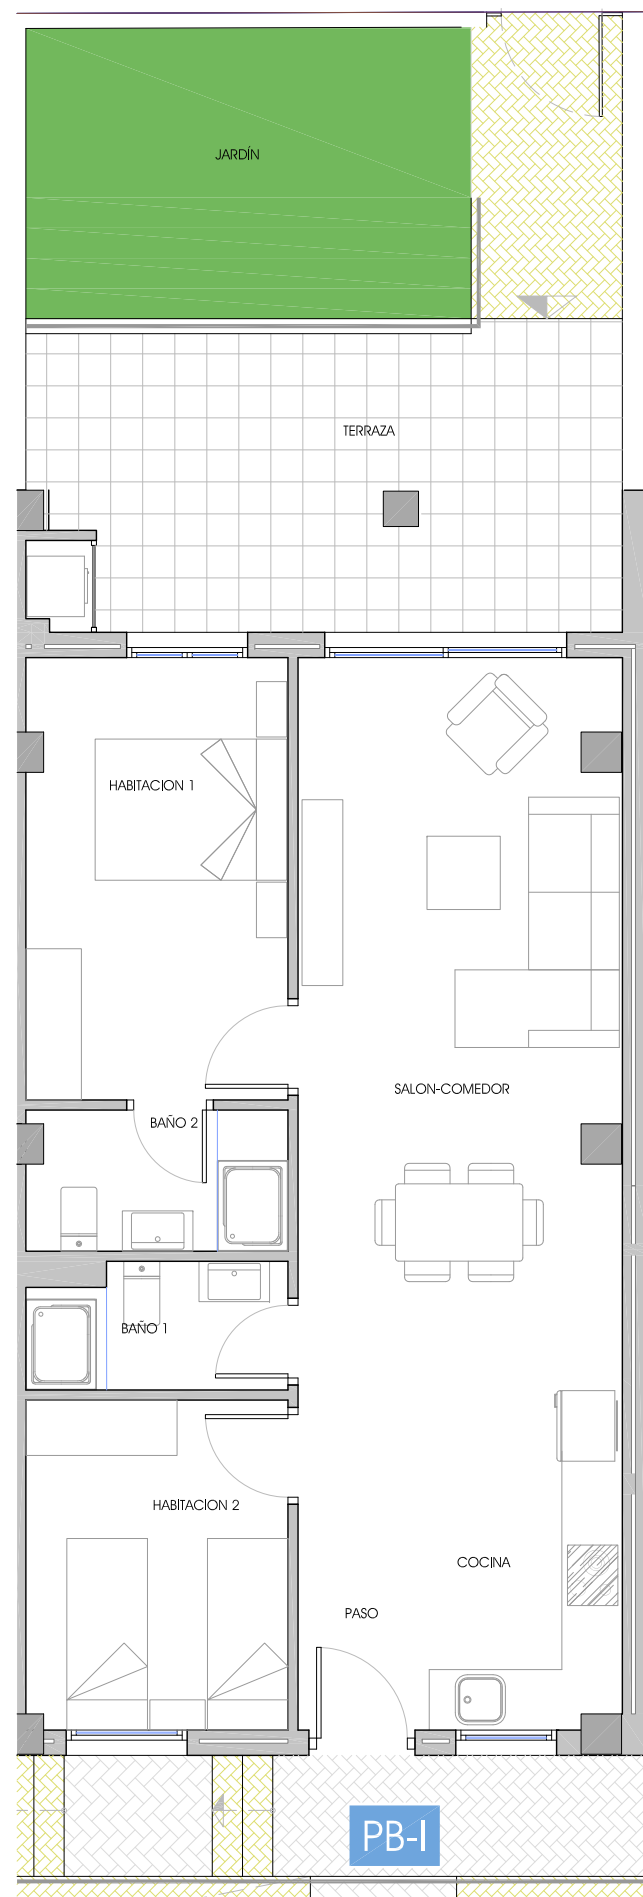 JARDÍN
TERRAZA
HABITACION 1
SALON-COMEDOR
BAÑO 2
BAÑO 1
HABITACION 2
COCINA
PASO
PB-I